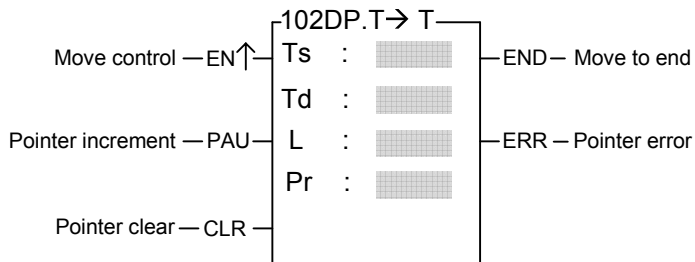 102DP.T→ T
Move control EN↑ Ts : END Move to end
Td :
Pointer increment PAU L : ERR Pointer error
Pr :
Pointer clear CLR